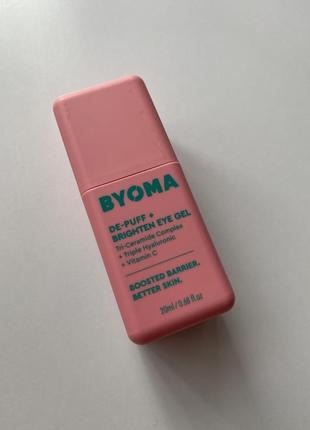 BYOMA
DE-PUFF +
BRIGHTEN EYE GEL
Tri-Ceramide Complex
+ Triple Hyaluronic
+ Vitamin C
BOOSTED BARRIER.
BETTER SKIN.
20ml / 0.68 fl.oz